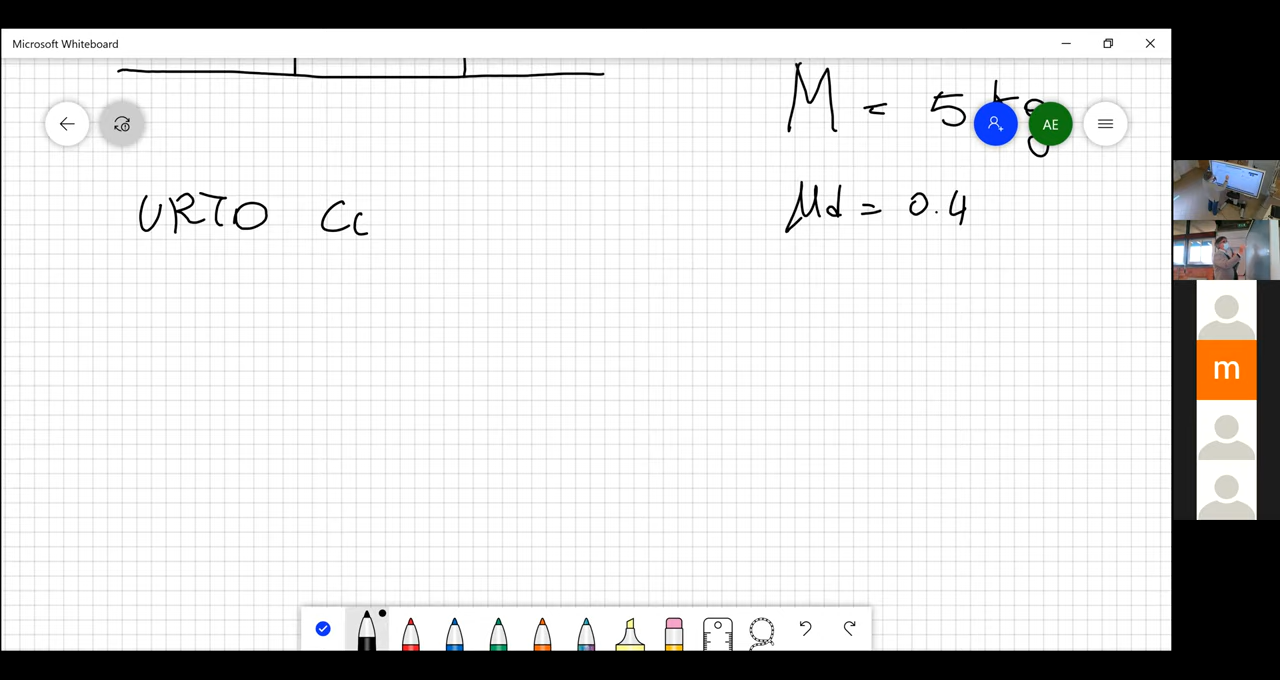 Microsoft Whiteboard
M = 5 kg
AE
μd = 0.4
URTO CC
m